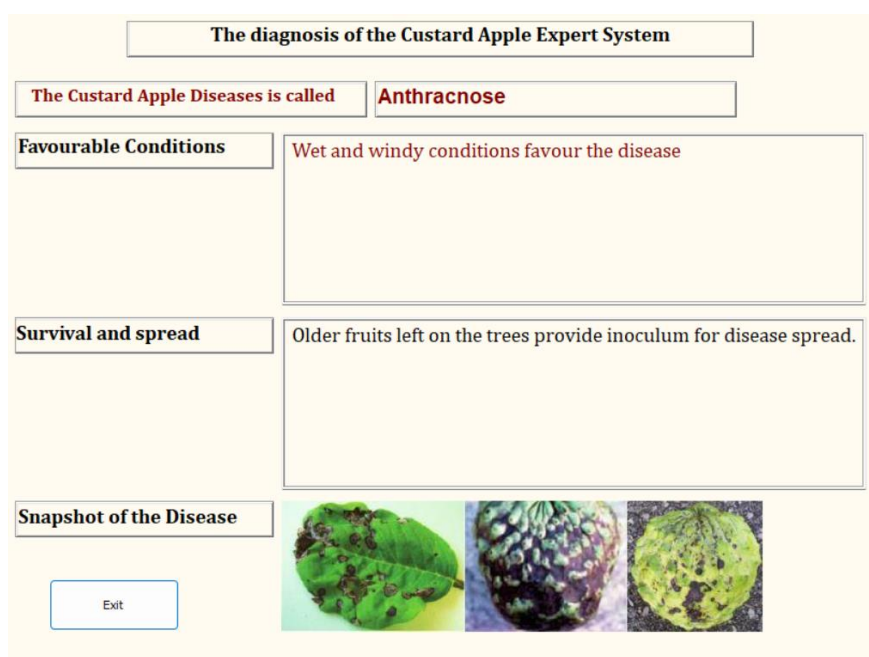 The diagnosis of the Custard Apple Expert System
The Custard Apple Diseases is called
Anthracnose
Favourable Conditions
Wet and windy conditions favour the disease
Survival and spread
Older fruits left on the trees provide inoculum for disease spread.
Snapshot of the Disease
Exit